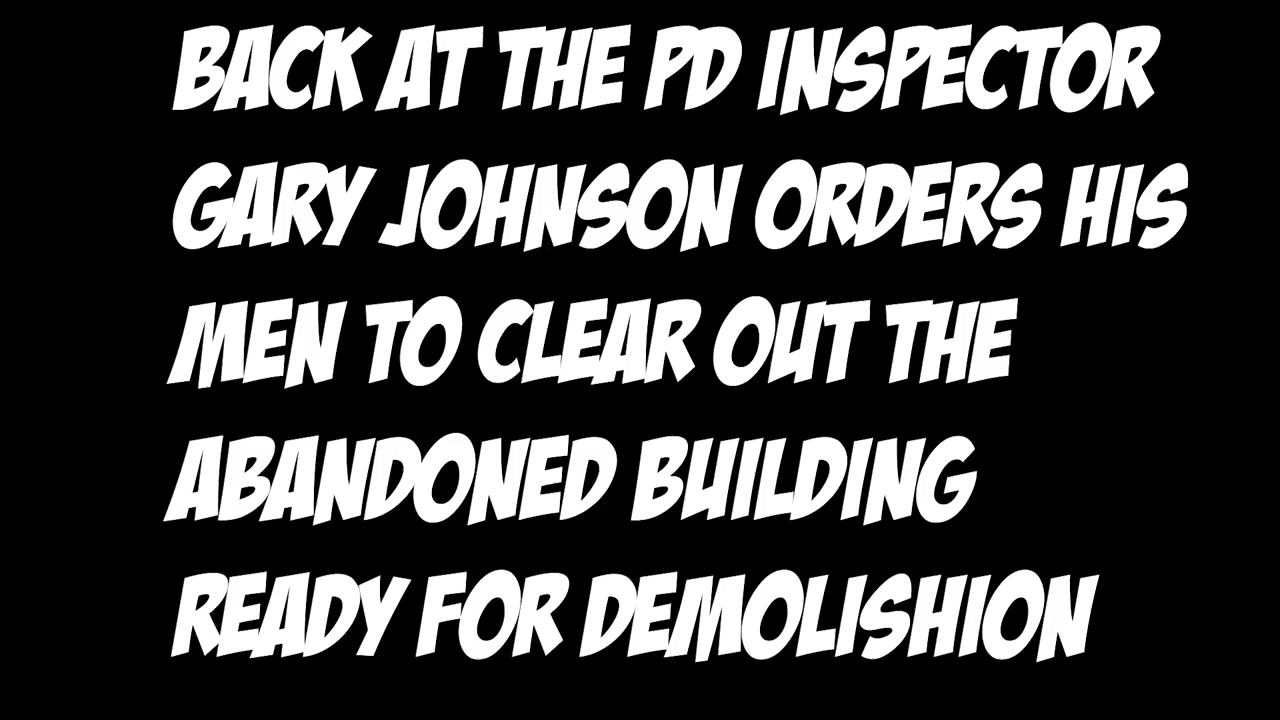 BACK AT THE PD INSPECTOR
GARY JOHNSON ORDERS HIS
MEN TO CLEAR OUT THE
ABANDONED BUILDING
READY FOR DEMOLISHION